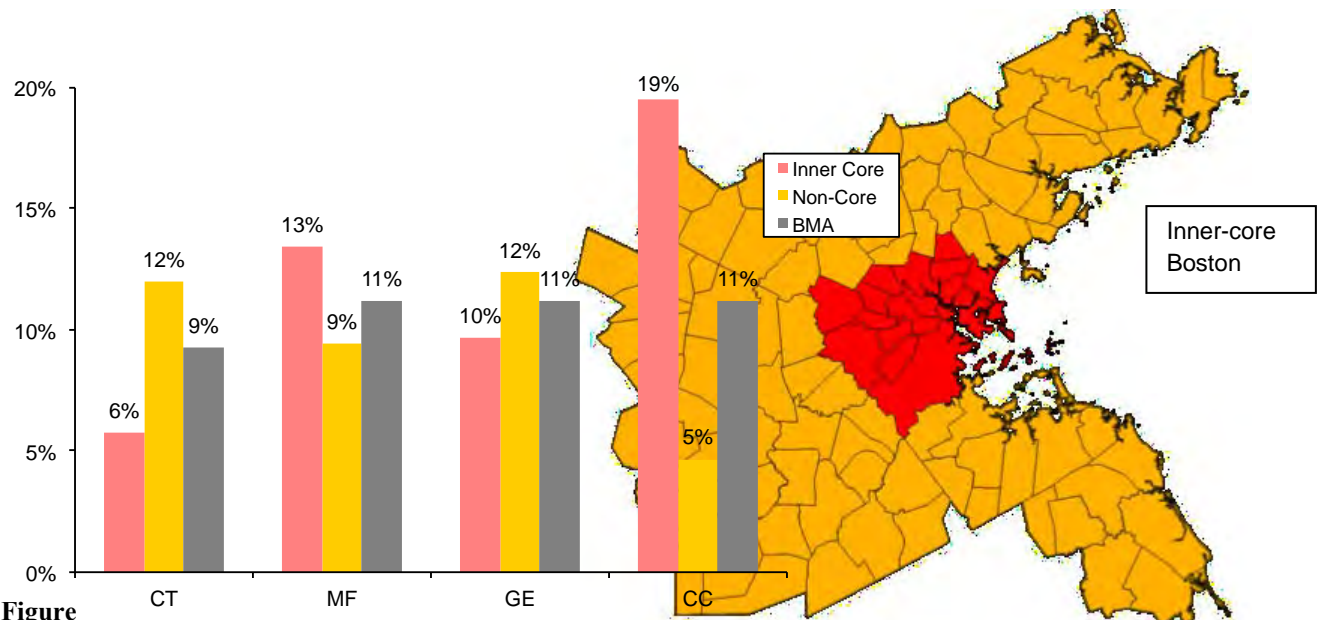 20%
15%
10%
5%
0%
6%
12%
9%
13%
9%
11%
10%
12%
11%
19%
5%
11%
CT
MF
GE
CC
Inner Core
Non-Core
BMA
Inner-core
Boston
Figure